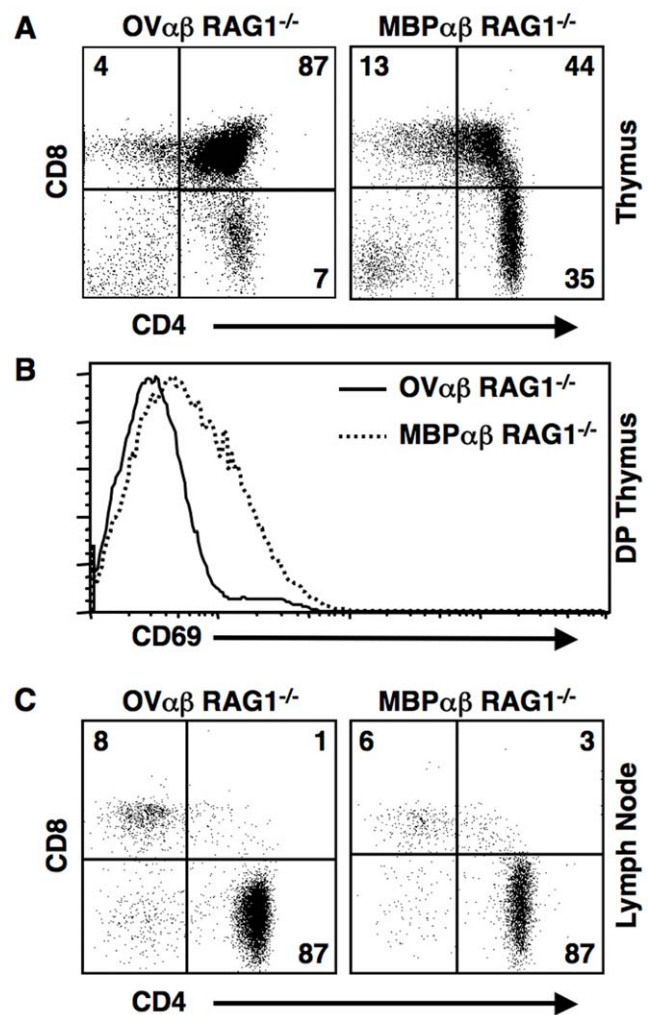 A
OVαβ RAG1-/-
MBPαβ RAG1-/-
4
87
13
44
CD8
Thymus
7
35
CD4
B
OVαβ RAG1-/-
MBPαβ RAG1-/-
DP Thymus
CD69
C
OVαβ RAG1-/-
MBPαβ RAG1-/-
8
1
6
3
CD8
Lymph Node
87
87
CD4